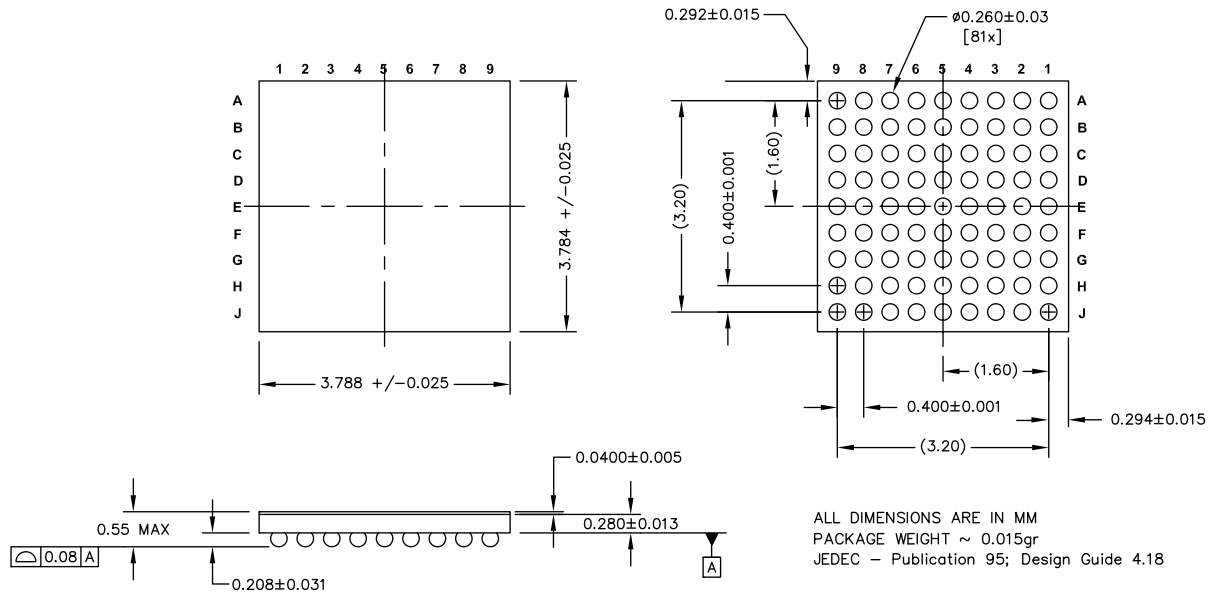 1 2 3 4 5 6 7 8 9
A
B
C
D
E
F
G
H
J
3.784 +/-0.025
3.788 +/-0.025
0.292±0.015
ø0.260±0.03
[81x]
9 8 7 6 5 4 3 2 1
A
B
C
D
E
F
G
H
J
(1.60)
(3.20)
0.400±0.001
(1.60)
0.400±0.001
0.294±0.015
(3.20)
0.0400±0.005
0.55 MAX
0.280±0.013
0.08 A
A
0.208±0.031
ALL DIMENSIONS ARE IN MM
PACKAGE WEIGHT ~ 0.015gr
JEDEC – Publication 95; Design Guide 4.18